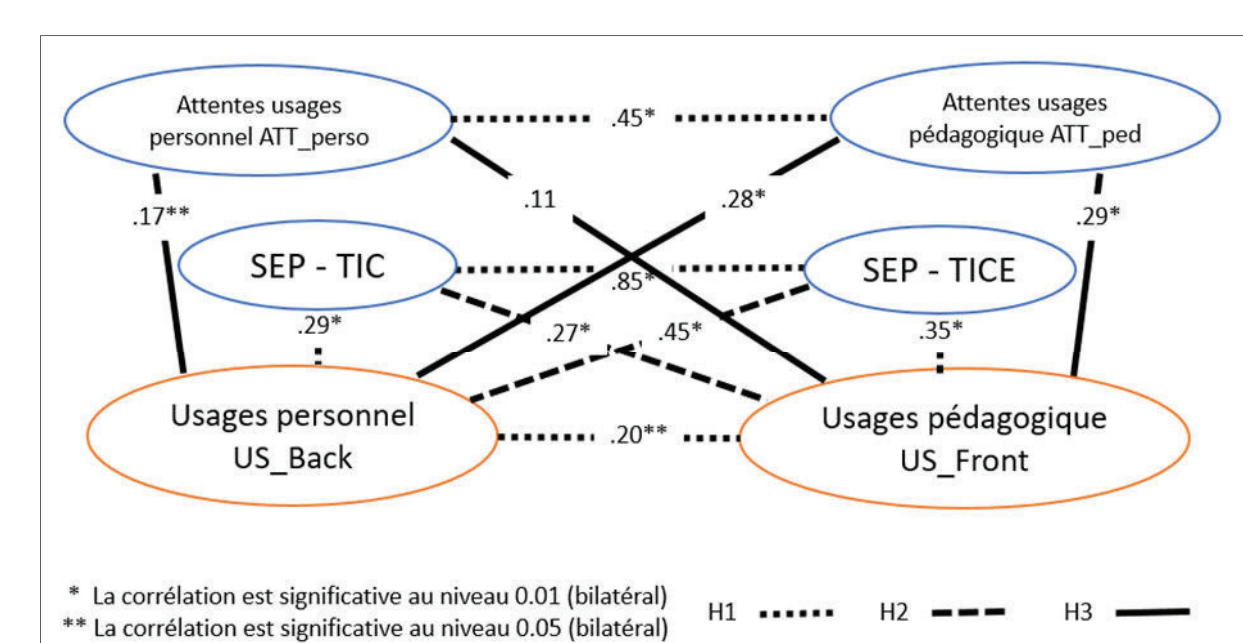 Attentes usages
personnel ATT_perso
.45*
Attentes usages
pédagogique ATT_ped
.17**
.11
.28*
.29*
SEP - TIC
.85*
SEP - TICE
.29*
.27*
.45*
.35*
Usages personnel
US_Back
.20**
Usages pédagogique
US_Front
* La corrélation est significative au niveau 0.01 (bilatéral)
** La corrélation est significative au niveau 0.05 (bilatéral)
H1
H2
H3